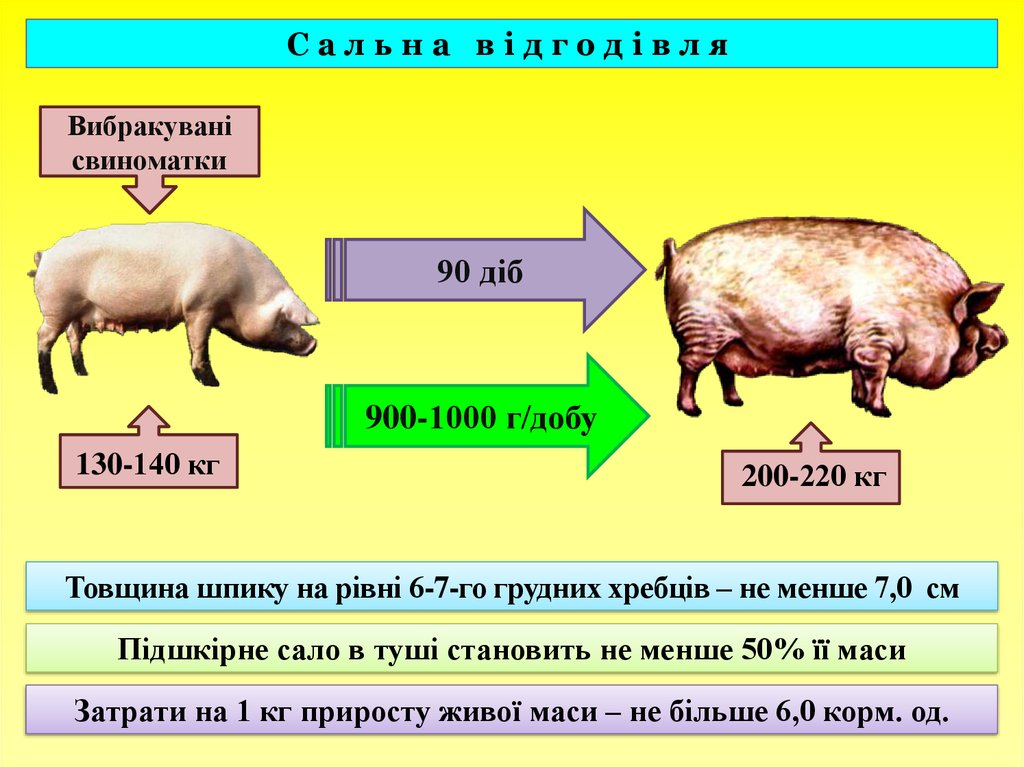 Сальна відгодівля
Вибракувані
свиноматки
90 діб
900-1000 г/добу
130-140 кг
200-220 кг
Товщина шпику на рівні 6-7-го грудних хребців – не менше 7,0 см
Підшкірне сало в туші становить не менше 50% її маси
Затрати на 1 кг приросту живої маси – не більше 6,0 корм. од.